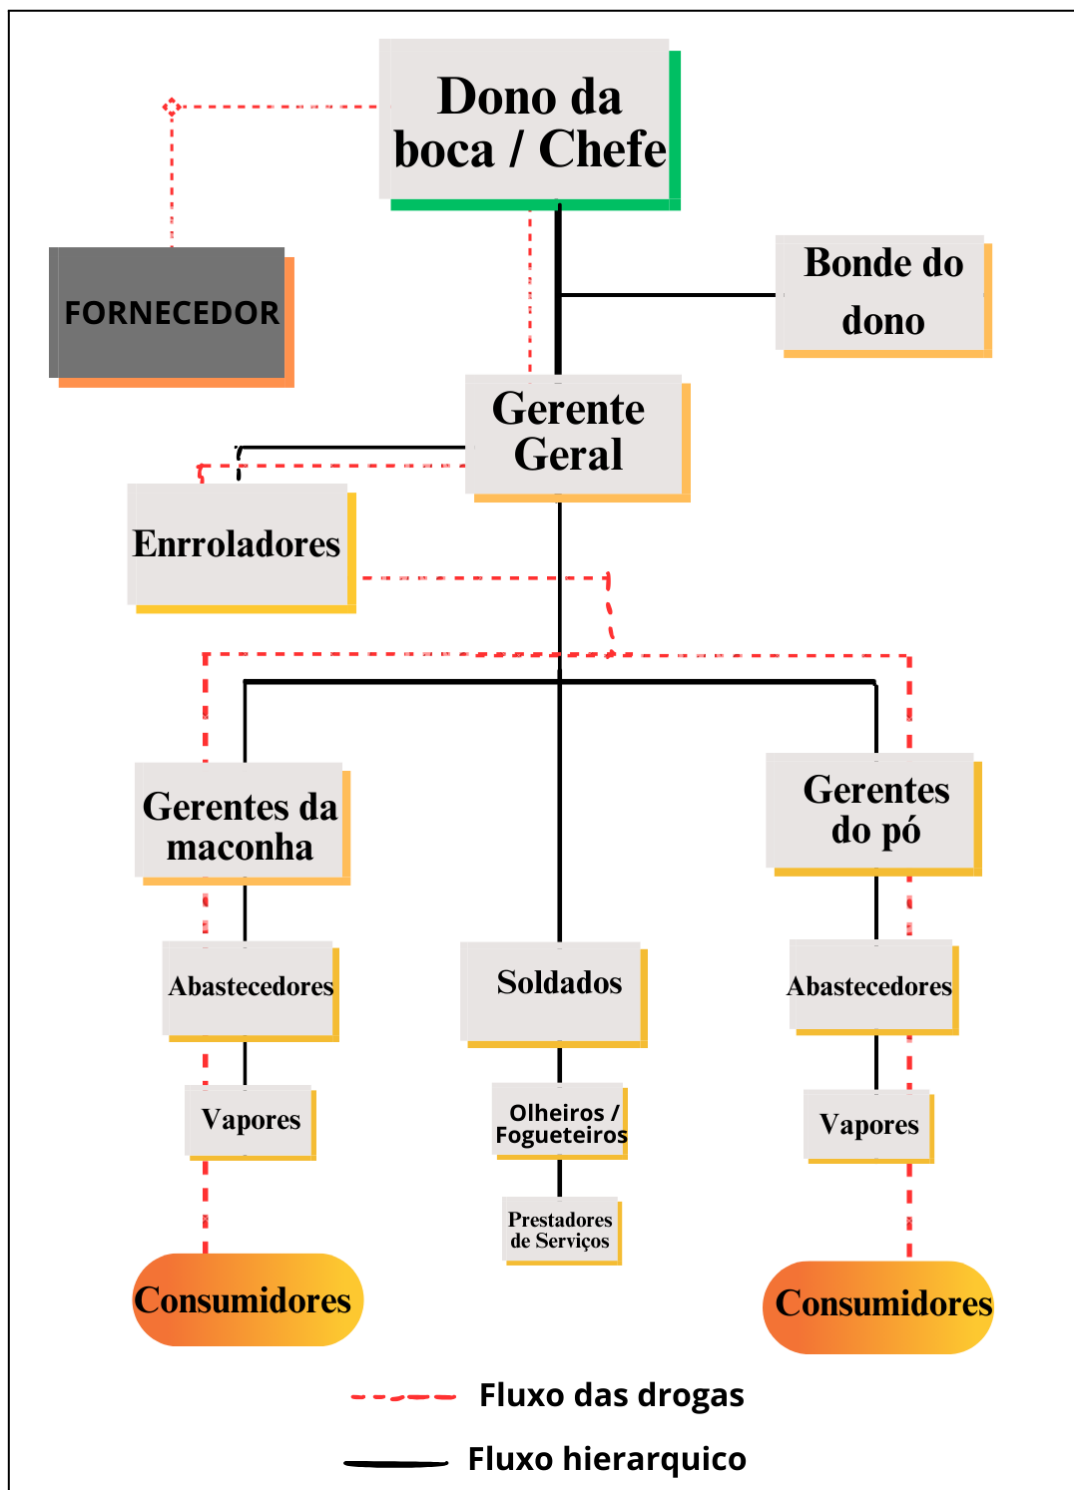 Dono da
boca / Chefe
FORNECEDOR
Bonde do
dono
Gerente
Geral
Enrroladores
Gerentes da
maconha
Gerentes
do pó
Abastecedores
Soldados
Abastecedores
Vapores
Olheiros /
Fogueteiros
Vapores
Prestadores
de Serviços
Consumidores
Consumidores
Fluxo das drogas
Fluxo hierarquico